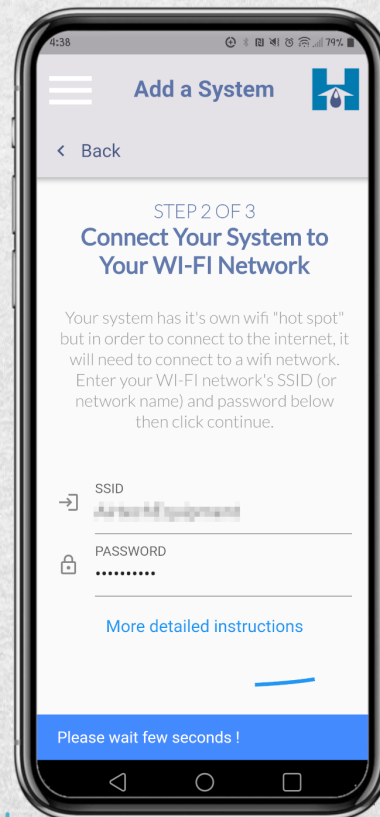 4:38
79%
Add a System
< Back
STEP 2 OF 3
Connect Your System to
Your WI-FI Network
Your system has it's own wifi "hot spot"
but in order to connect to the internet, it
will need to connect to a wifi network.
Enter your WI-FI network's SSID (or
network name) and password below
then click continue.
SSID
PASSWORD
••••••••••
More detailed instructions
Please wait few seconds !